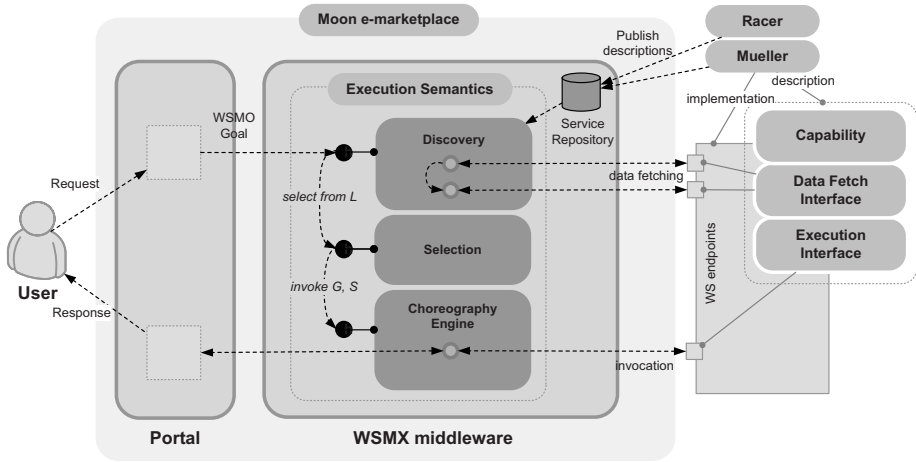 Moon e-marketplace
Racer
Mueller
Publish
descriptions
description
implementation
Execution Semantics
WSMO
Goal
Service
Repository
Discovery
Capability
Request
data fetching
Data Fetch
Interface
select from L
Selection
Execution
Interface
WS endpoints
User
invoke G, S
Response
Choreography
Engine
invocation
Portal
WSMX middleware